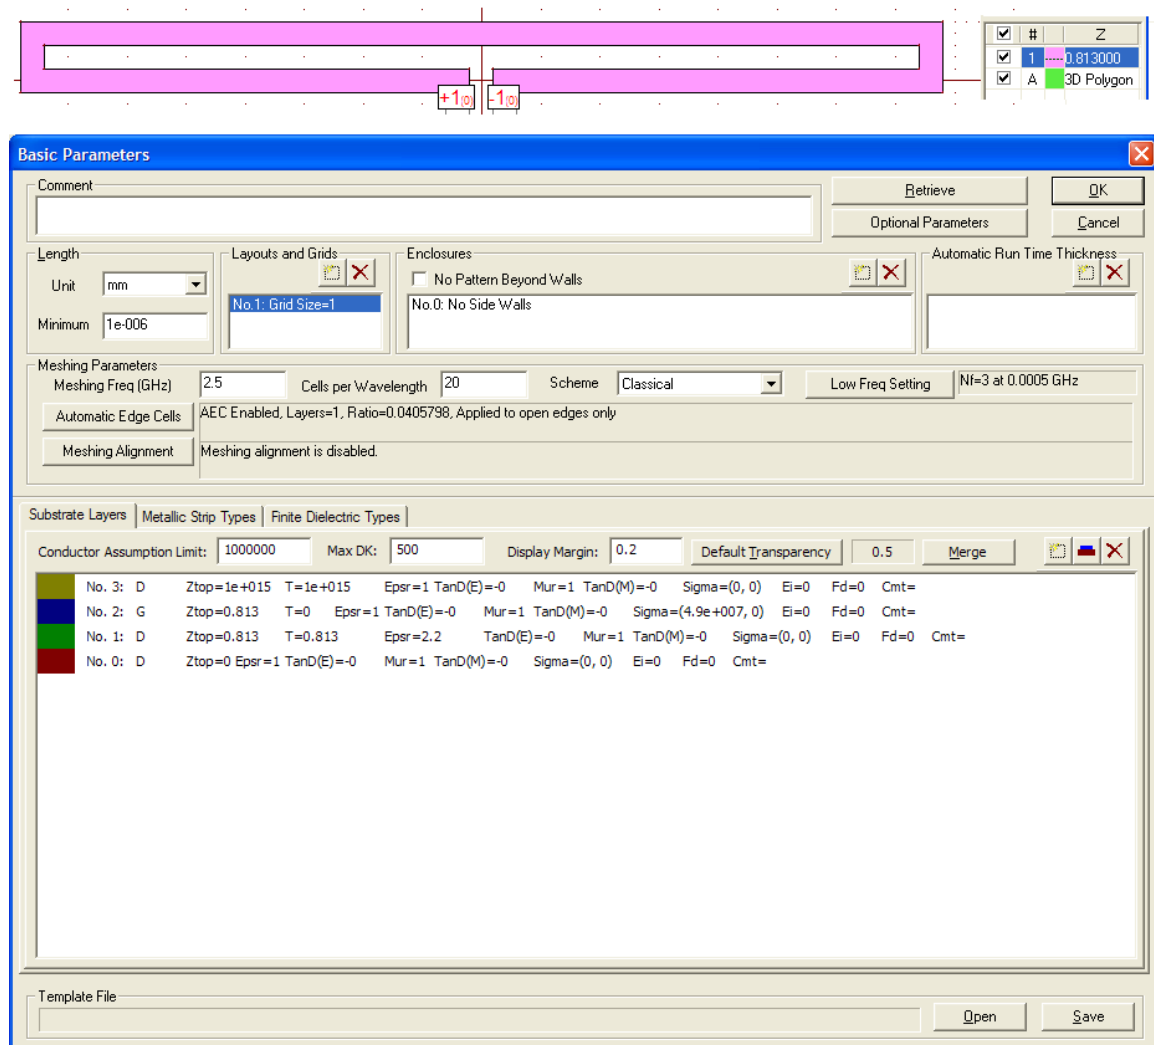 # Z
1 0.813000
A 3D Polygon
+1(0) -1(0)
Basic Parameters
Comment
Retrieve OK
Optional Parameters Cancel
Length Layouts and Grids Enclosures Automatic Run Time Thickness
Unit mm No Pattern Beyond Walls
No.1: Grid Size=1 No.0: No Side Walls
Minimum 1e-006
Meshing Parameters
Meshing Freq (GHz) 2.5 Cells per Wavelength 20 Scheme Classical Low Freq Setting Nf=3 at 0.0005 GHz
Automatic Edge Cells AEC Enabled, Layers=1, Ratio=0.0405798, Applied to open edges only
Meshing Alignment Meshing alignment is disabled.
Substrate Layers Metallic Strip Types Finite Dielectric Types
Conductor Assumption Limit: 1000000 Max DK: 500 Display Margin: 0.2 Default Transparency 0.5 Merge
No. 3: D Ztop=1e+015 T=1e+015 Epsr=1 TanD(E)=-0 Mur=1 TanD(M)=-0 Sigma=(0, 0) Ei=0 Fd=0 Cmt=
No. 2: G Ztop=0.813 T=0 Epsr=1 TanD(E)=-0 Mur=1 TanD(M)=-0 Sigma=(4.9e+007, 0) Ei=0 Fd=0 Cmt=
No. 1: D Ztop=0.813 T=0.813 Epsr=2.2 TanD(E)=-0 Mur=1 TanD(M)=-0 Sigma=(0, 0) Ei=0 Fd=0 Cmt=
No. 0: D Ztop=0 Epsr=1 TanD(E)=-0 Mur=1 TanD(M)=-0 Sigma=(0, 0) Ei=0 Fd=0 Cmt=
Template File
Open Save